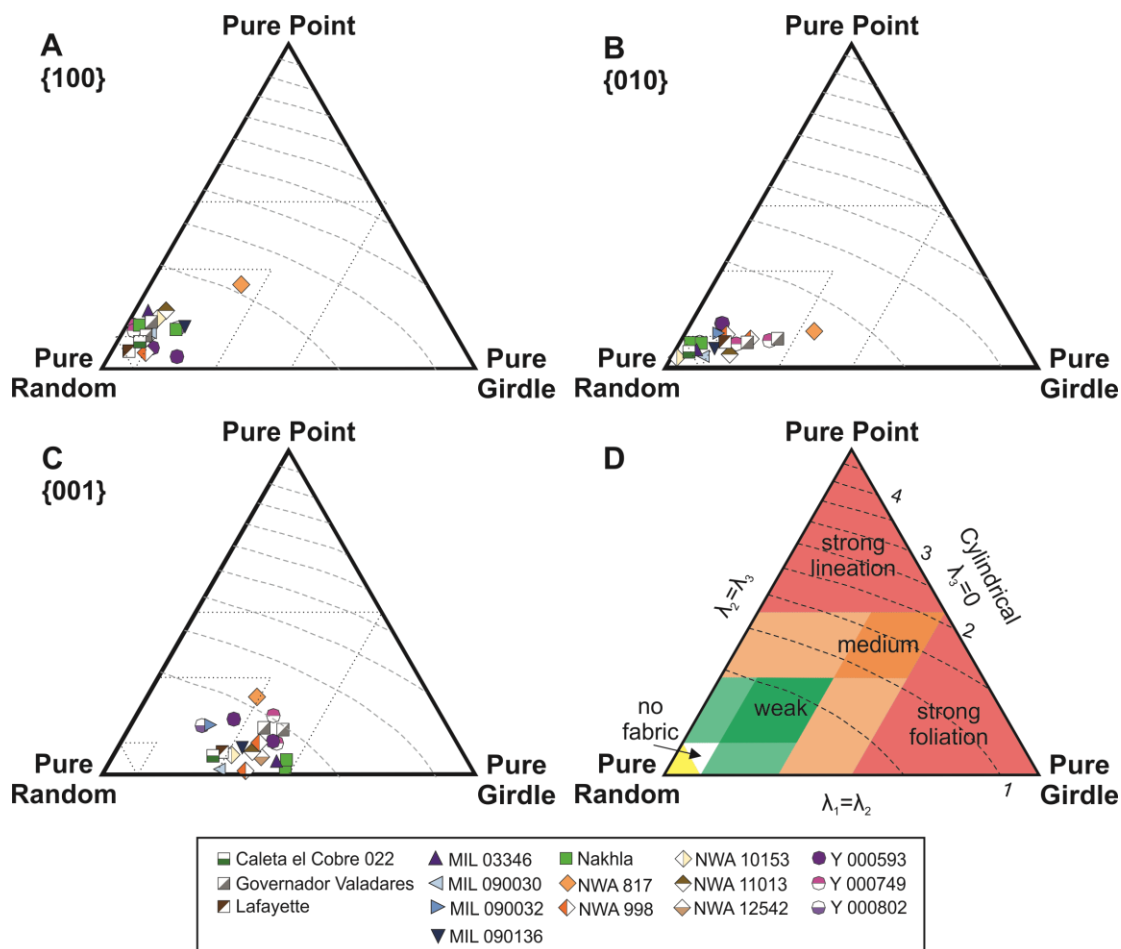 Pure Point
A
{100}
Pure
Random
Pure
Girdle
Pure Point
B
{010}
Pure
Random
Pure
Girdle
Pure Point
C
{001}
Pure
Random
Pure
Girdle
Pure Point
D
4
strong
lineation
3
Cylindrical
λ₃=0
λ₂=λ₃
2
medium
no
fabric
weak
strong
foliation
Pure
Random
1
Pure
Girdle
λ₁=λ₂
Caleta el Cobre 022
Governador Valadares
Lafayette
MIL 03346
MIL 090030
MIL 090032
MIL 090136
Nakhla
NWA 817
NWA 998
NWA 10153
NWA 11013
NWA 12542
Y 000593
Y 000749
Y 000802